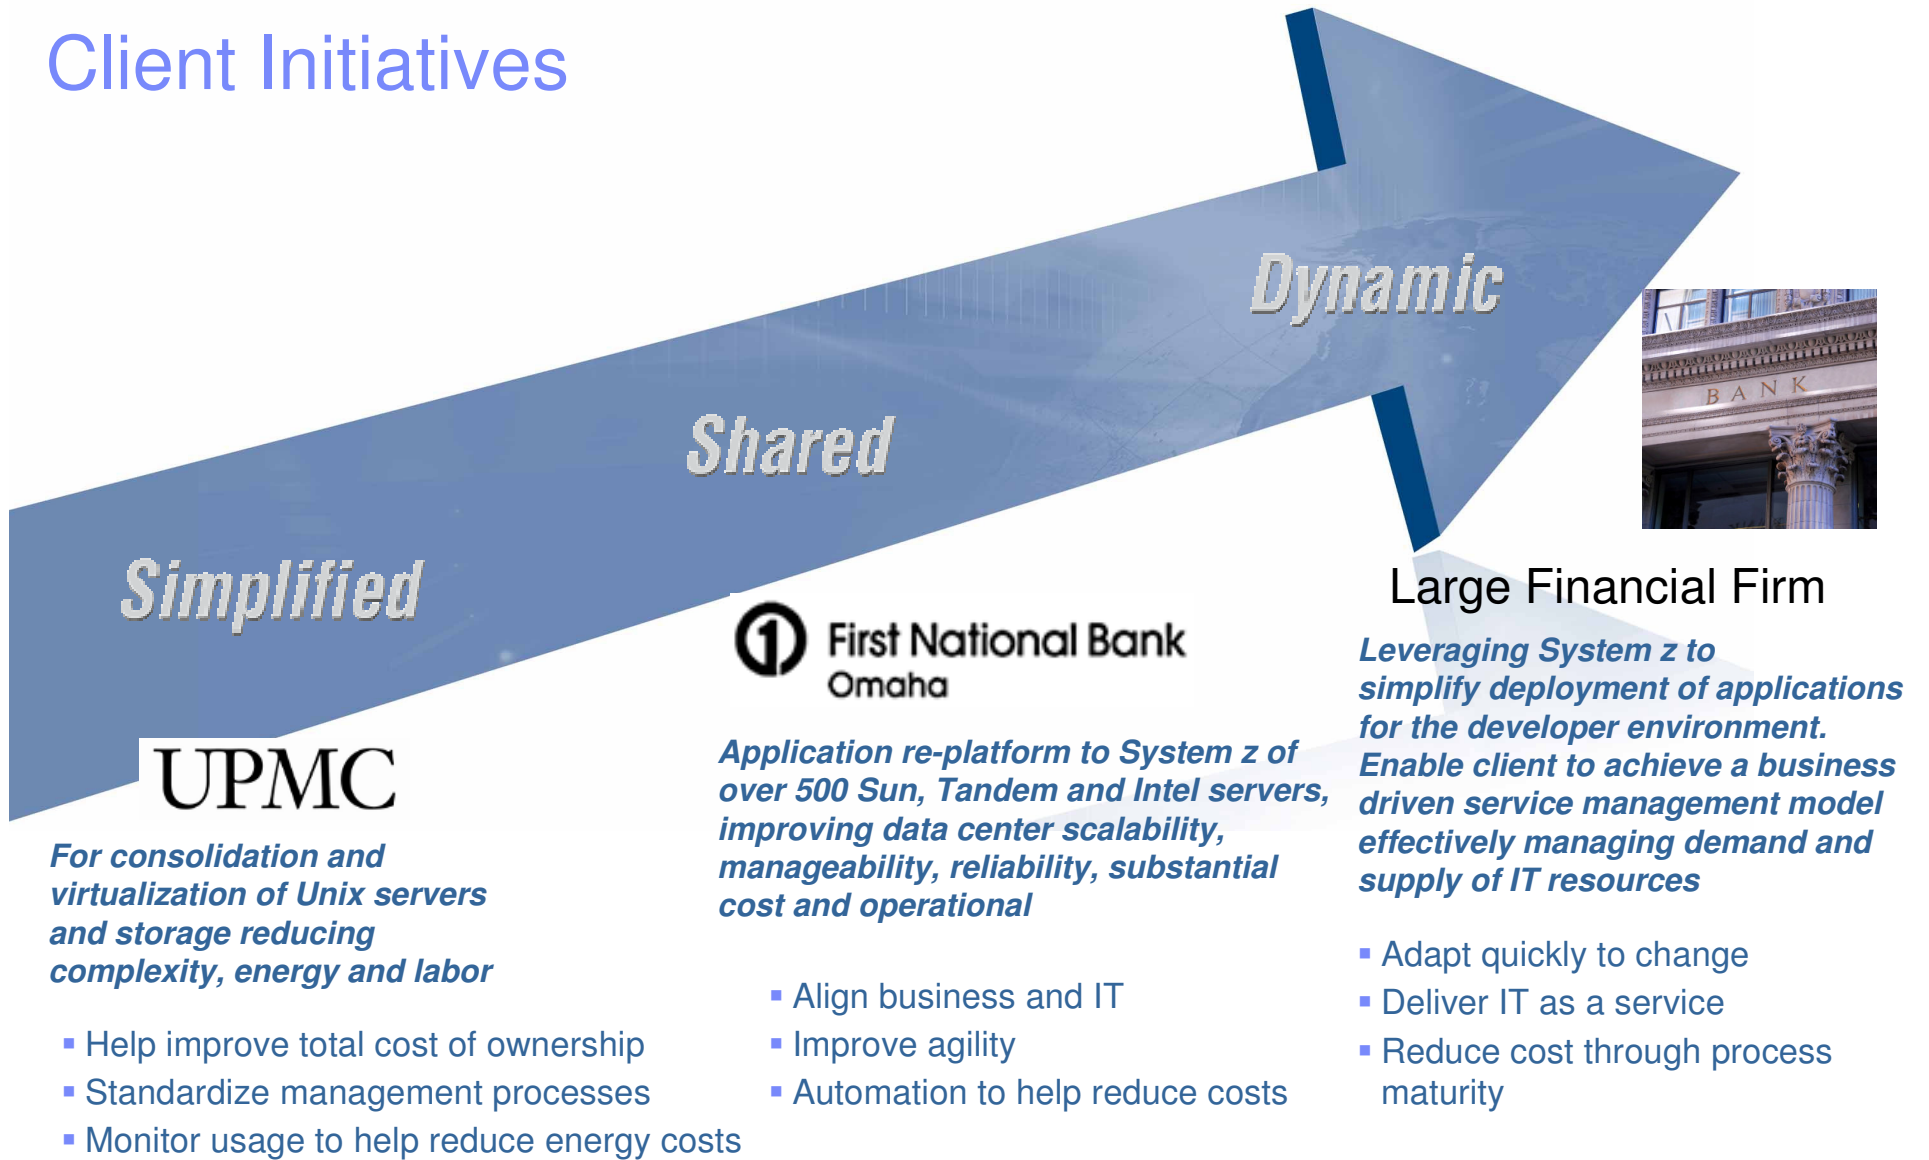 Client Initiatives
Dynamic
Shared
Simplified
BANK
UPMC
For consolidation and
virtualization of Unix servers
and storage reducing
complexity, energy and labor
Help improve total cost of ownership
Standardize management processes
Monitor usage to help reduce energy costs
1 First National Bank
Omaha
Application re-platform to System z of
over 500 Sun, Tandem and Intel servers,
improving data center scalability,
manageability, reliability, substantial
cost and operational
Align business and IT
Improve agility
Automation to help reduce costs
Large Financial Firm
Leveraging System z to
simplify deployment of applications
for the developer environment.
Enable client to achieve a business
driven service management model
effectively managing demand and
supply of IT resources
Adapt quickly to change
Deliver IT as a service
Reduce cost through process
maturity